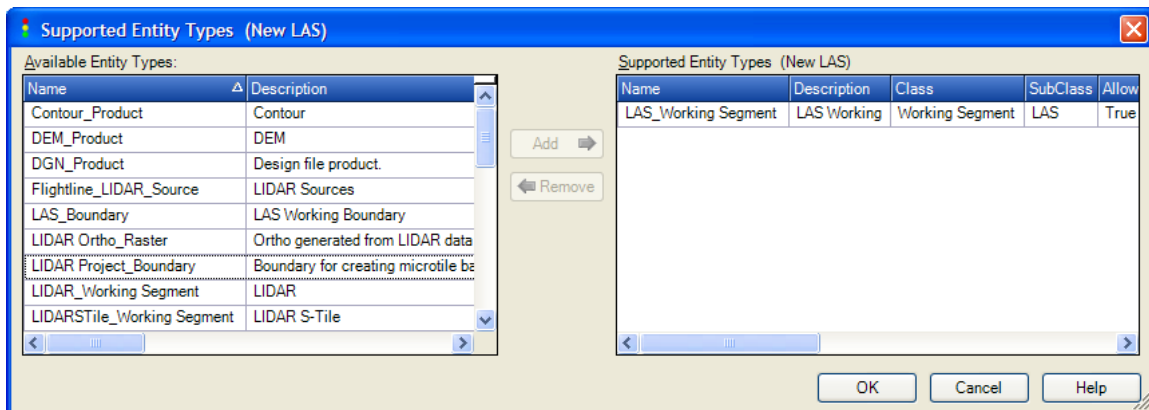 Supported Entity Types (New LAS)
Available Entity Types:
Name Description
Contour_Product Contour
DEM_Product DEM
DGN_Product Design file product.
Flightline_LIDAR_Source LIDAR Sources
LAS_Boundary LAS Working Boundary
LIDAR Ortho_Raster Ortho generated from LIDAR data
LIDAR Project_Boundary Boundary for creating microtile ba
LIDAR_Working Segment LIDAR
LIDARSTile_Working Segment LIDAR S-Tile
Add
Remove
Supported Entity Types (New LAS)
Name Description Class SubClass Allow
LAS_Working Segment LAS Working Working Segment LAS True
OK Cancel Help